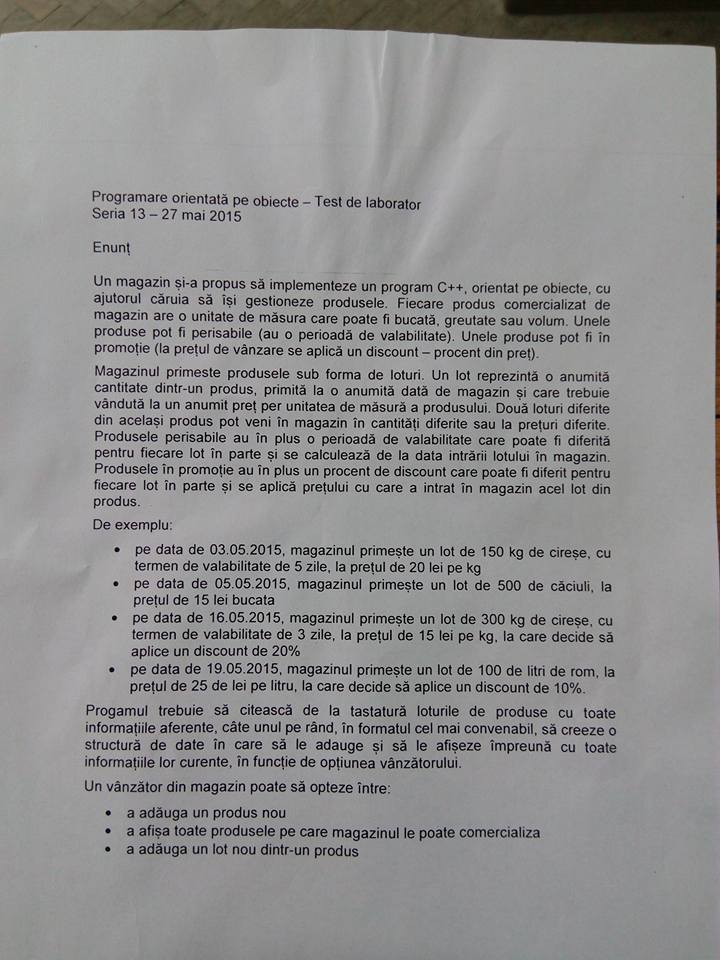 Programare orientată pe obiecte – Test de laborator
Seria 13 – 27 mai 2015
Enunț
Un magazin și-a propus să implementeze un program C++, orientat pe obiecte, cu
ajutorul căruia să își gestioneze produsele. Fiecare produs comercializat de
magazin are o unitate de măsura care poate fi bucată, greutate sau volum. Unele
produse pot fi perisabile (au o perioadă de valabilitate). Unele produse pot fi în
promoție (la prețul de vânzare se aplică un discount – procent din preț).
Magazinul primeste produsele sub forma de loturi. Un lot reprezintă o anumită
cantitate dintr-un produs, primită la o anumită dată de magazin și care trebuie
vândută la un anumit preț per unitatea de măsură a produsului. Două loturi diferite
din același produs pot veni în magazin în cantități diferite sau la prețuri diferite.
Produsele perisabile au în plus o perioadă de valabilitate care poate fi diferită
pentru fiecare lot în parte și se calculează de la data intrării lotului în magazin.
Produsele în promoție au în plus un procent de discount care poate fi diferit pentru
fiecare lot în parte și se aplică prețului cu care a intrat în magazin acel lot din
produs.
De exemplu:
• pe data de 03.05.2015, magazinul primește un lot de 150 kg de cireșe, cu
termen de valabilitate de 5 zile, la prețul de 20 lei pe kg
• pe data de 05.05.2015, magazinul primește un lot de 500 de căciuli, la
prețul de 15 lei bucata
• pe data de 16.05.2015, magazinul primește un lot de 300 kg de cireșe, cu
termen de valabilitate de 3 zile, la prețul de 15 lei pe kg, la care decide să
aplice un discount de 20%
• pe data de 19.05.2015, magazinul primește un lot de 100 de litri de rom, la
prețul de 25 de lei pe litru, la care decide să aplice un discount de 10%.
Progamul trebuie să citească de la tastatură loturile de produse cu toate
informațiile aferente, câte unul pe rând, în formatul cel mai convenabil, să creeze o
structură de date în care să le adauge și să le afișeze împreună cu toate
informațiile lor curente, în funcție de opțiunea vânzătorului.
Un vânzător din magazin poate să opteze între:
• a adăuga un produs nou
• a afișa toate produsele pe care magazinul le poate comercializa
• a adăuga un lot nou dintr-un produs